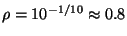 ρ = 10^{-1/10} ≈ 0.8